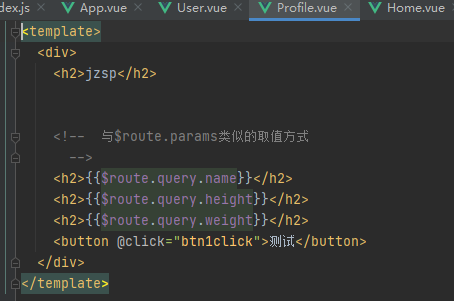 dex.js App.vue User.vue Profile.vue Home.vue
<template>
<div>
<h2>jzsp</h2>
<!-- 与$route.params类似的取值方式
-->
<h2>{{$route.query.name}}</h2>
<h2>{{$route.query.height}}</h2>
<h2>{{$route.query.weight}}</h2>
<button @click="btn1click">测试</button>
</div>
</template>